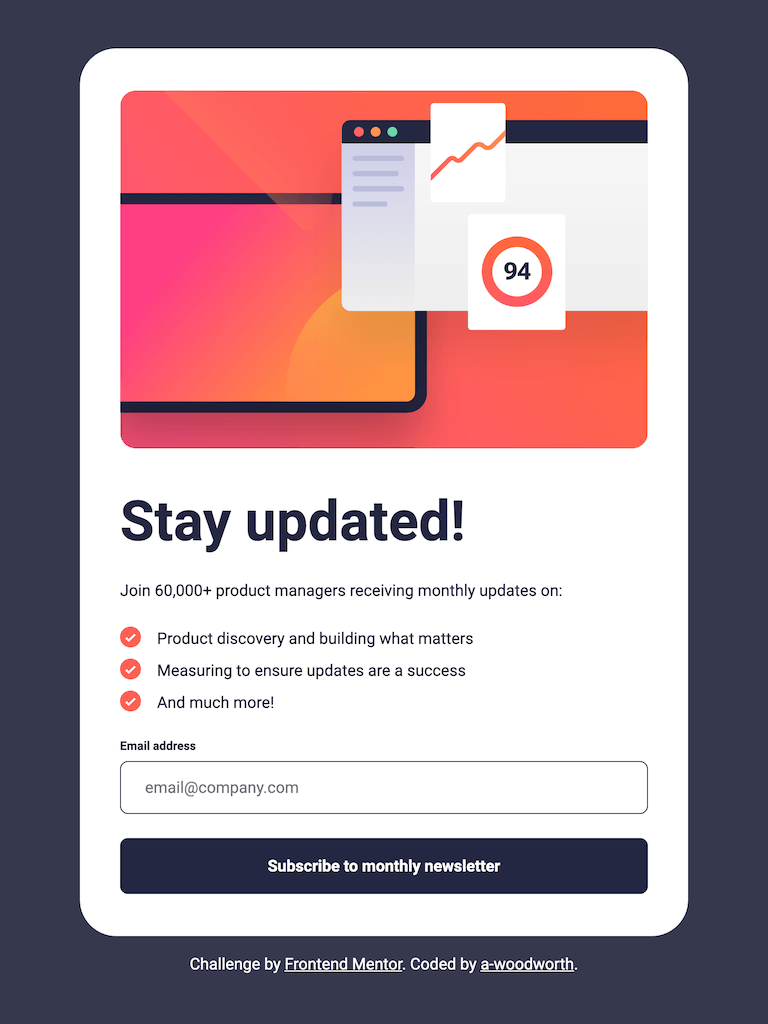 94
Stay updated!
Join 60,000+ product managers receiving monthly updates on:
Product discovery and building what matters
Measuring to ensure updates are a success
And much more!
Email address
email@company.com
Subscribe to monthly newsletter
Challenge by Frontend Mentor. Coded by a-woodworth.